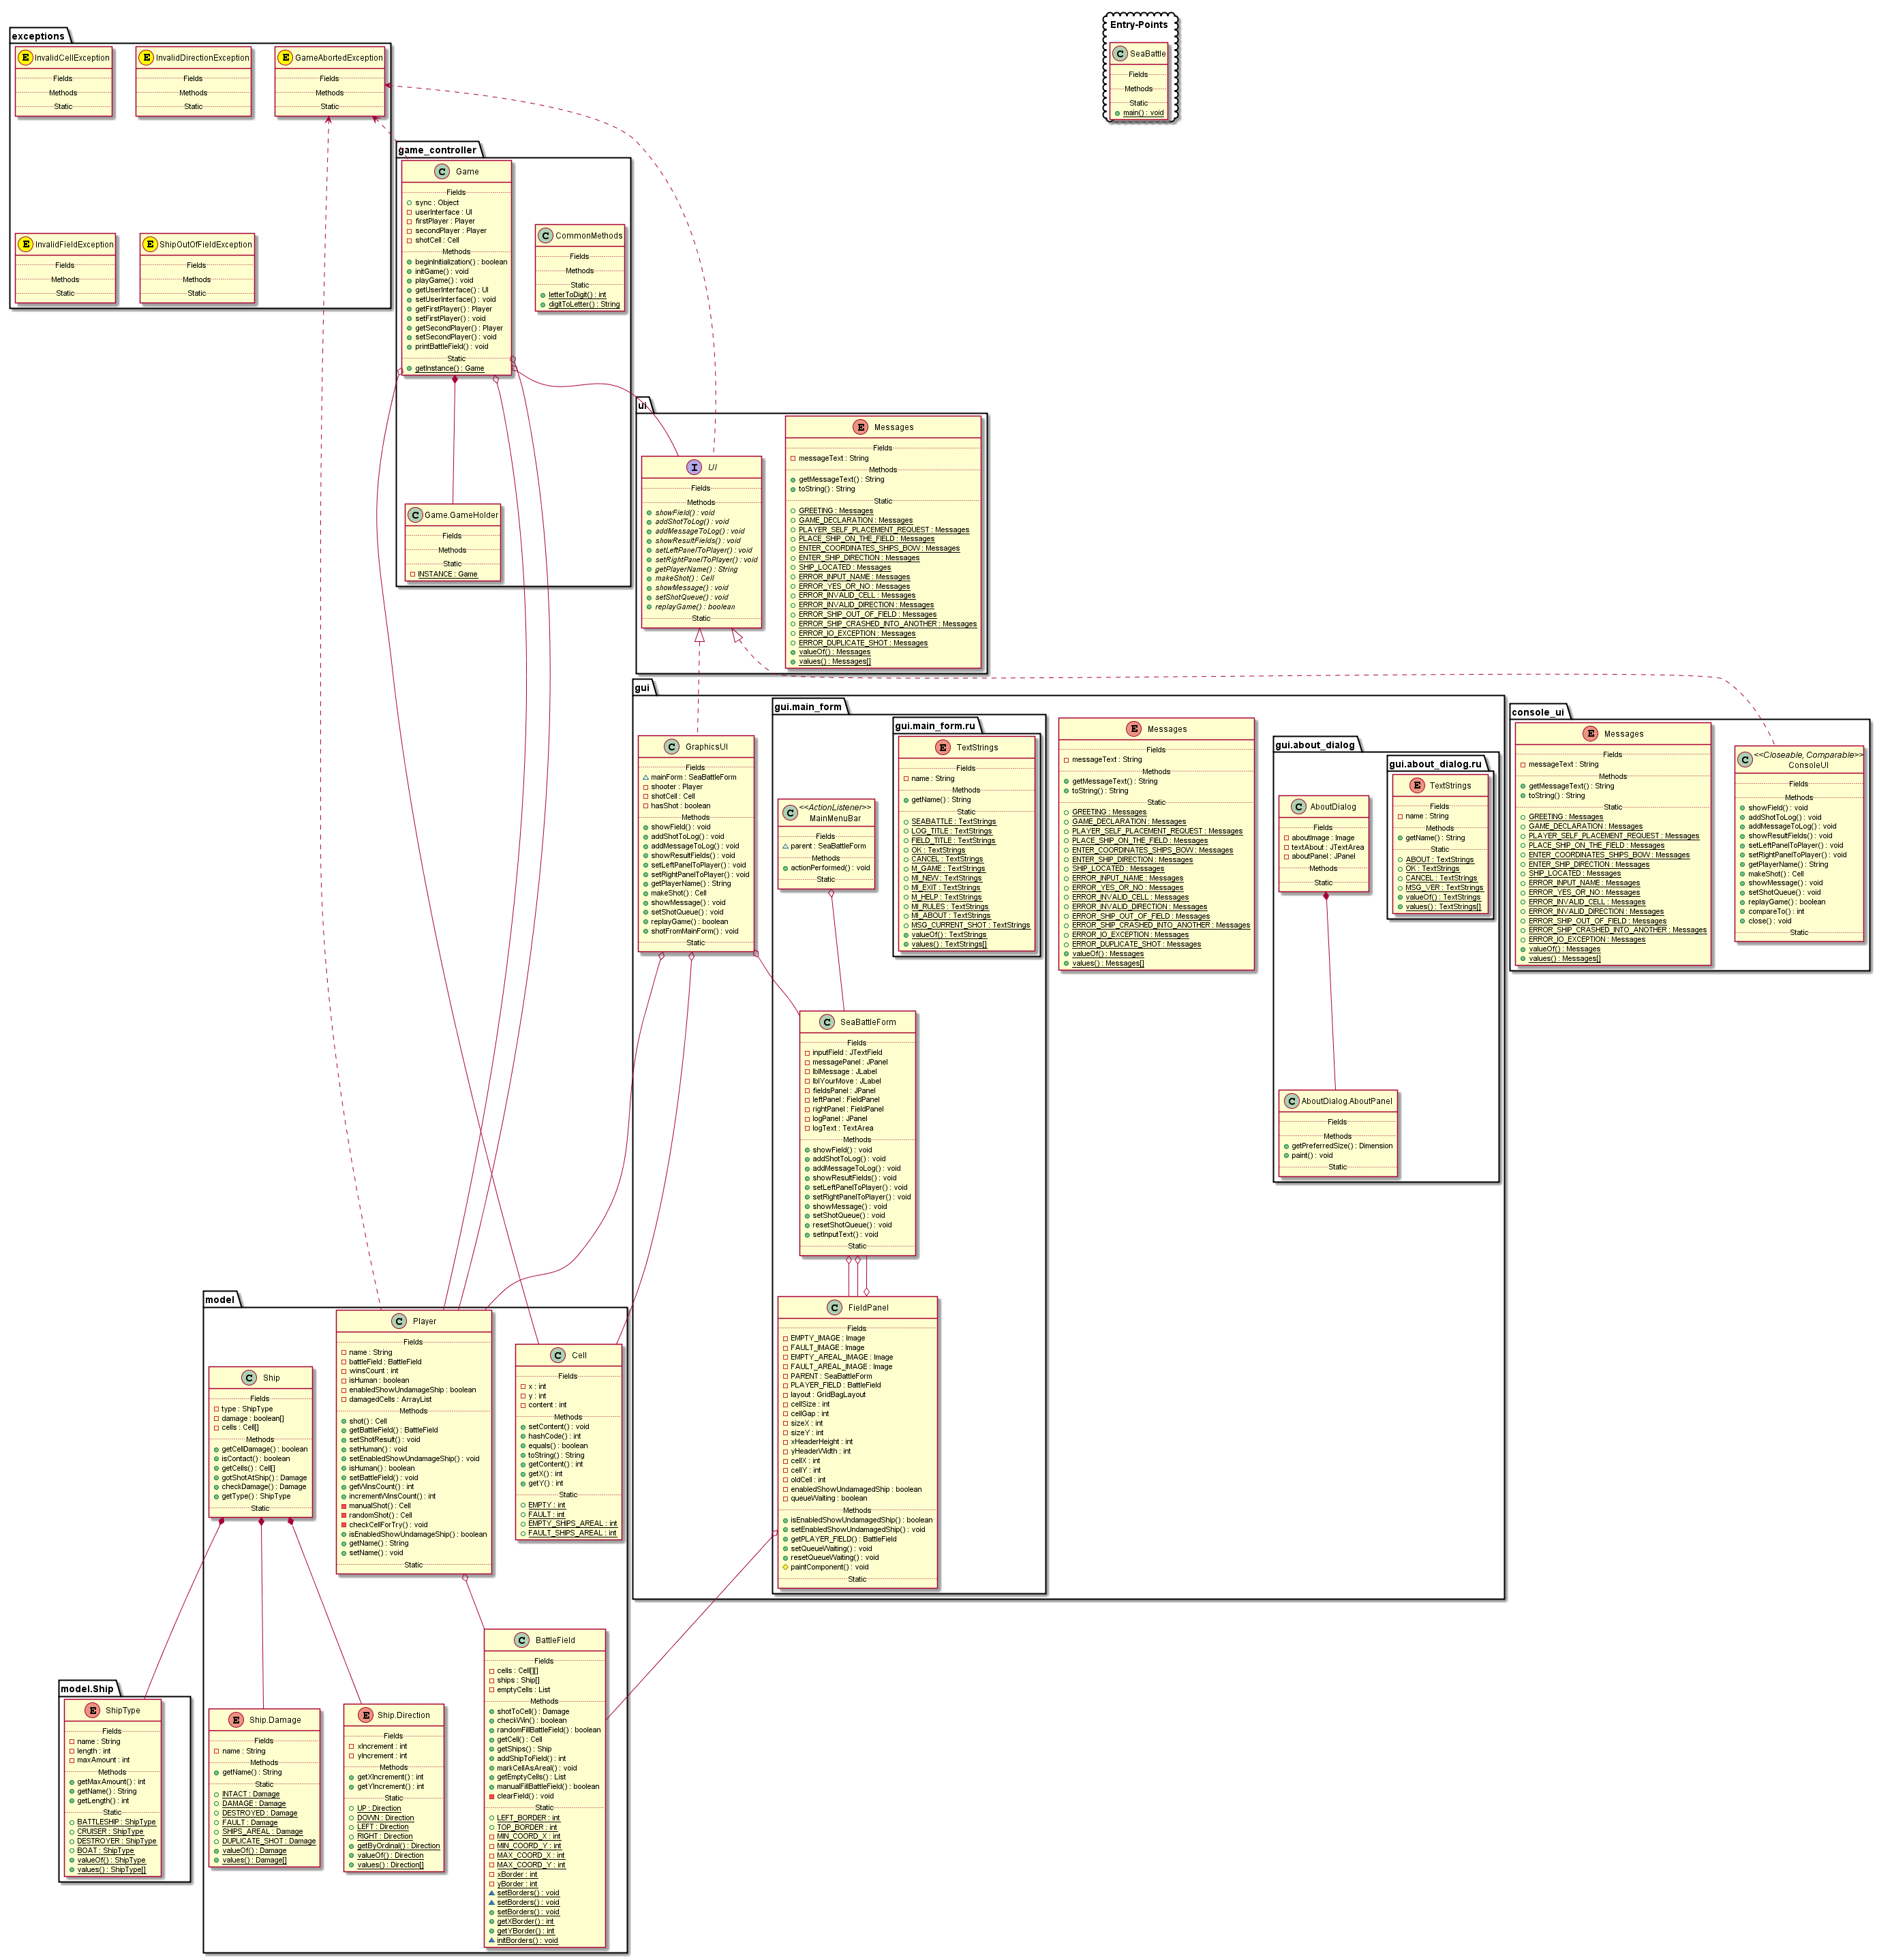 Entry-Points
C SeaBattle
Fields
Methods
Static
main() : void
exceptions
E InvalidCellException
Fields
Methods
Static
E InvalidDirectionException
Fields
Methods
Static
E GameAbortedException
Fields
Methods
Static
E InvalidFieldException
Fields
Methods
Static
E ShipOutOfFieldException
Fields
Methods
Static
game_controller
C Game
Fields
sync : Object
userInterface : UI
firstPlayer : Player
secondPlayer : Player
shotCell : Cell
Methods
beginInitialization() : boolean
initGame() : void
playGame() : void
getUserInterface() : UI
setUserInterface() : void
getFirstPlayer() : Player
setFirstPlayer() : void
getSecondPlayer() : Player
setSecondPlayer() : void
printBattleField() : void
Static
getInstance() : Game
C CommonMethods
Fields
Methods
Static
letterToDigit() : int
digitToLetter() : String
C Game.GameHolder
Fields
Methods
Static
INSTANCE : Game
ui
I UI
Fields
Methods
showField() : void
addShotToLog() : void
addMessageToLog() : void
showResultFields() : void
setLeftPanelToPlayer() : void
setRightPanelToPlayer() : void
getPlayerName() : String
makeShot() : Cell
showMessage() : void
setShotQueue() : void
replayGame() : boolean
Static
E Messages
Fields
messageText : String
Methods
getMessageText() : String
toString() : String
Static
GREETING : Messages
GAME_DECLARATION : Messages
PLAYER_SELF_PLACEMENT_REQUEST : Messages
PLACE_SHIP_ON_THE_FIELD : Messages
ENTER_COORDINATES_SHIPS_BOW : Messages
ENTER_SHIP_DIRECTION : Messages
SHIP_LOCATED : Messages
ERROR_INPUT_NAME : Messages
ERROR_YES_OR_NO : Messages
ERROR_INVALID_CELL : Messages
ERROR_INVALID_DIRECTION : Messages
ERROR_SHIP_OUT_OF_FIELD : Messages
ERROR_SHIP_CRASHED_INTO_ANOTHER : Messages
ERROR_IO_EXCEPTION : Messages
ERROR_DUPLICATE_SHOT : Messages
valueOf() : Messages
values() : Messages[]
gui
C GraphicsUI
Fields
mainForm : SeaBattleForm
shooter : Player
shotCell : Cell
hasShot : boolean
Methods
showField() : void
addShotToLog() : void
addMessageToLog() : void
showResultFields() : void
setLeftPanelToPlayer() : void
setRightPanelToPlayer() : void
getPlayerName() : String
makeShot() : Cell
showMessage() : void
setShotQueue() : void
replayGame() : boolean
shotFromMainForm() : void
Static
gui.main_form
C <<ActionListener>>
MainMenuBar
Fields
parent : SeaBattleForm
Methods
actionPerformed() : void
Static
gui.main_form.ru
E TextStrings
Fields
name : String
Methods
getName() : String
Static
SEABATTLE : TextStrings
LOG_TITLE : TextStrings
FIELD_TITLE : TextStrings
OK : TextStrings
CANCEL : TextStrings
M_GAME : TextStrings
MI_NEW : TextStrings
MI_EXIT : TextStrings
M_HELP : TextStrings
MI_RULES : TextStrings
MI_ABOUT : TextStrings
MSG_CURRENT_SHOT : TextStrings
valueOf() : TextStrings
values() : TextStrings[]
E Messages
Fields
messageText : String
Methods
getMessageText() : String
toString() : String
Static
GREETING : Messages
GAME_DECLARATION : Messages
PLAYER_SELF_PLACEMENT_REQUEST : Messages
PLACE_SHIP_ON_THE_FIELD : Messages
ENTER_COORDINATES_SHIPS_BOW : Messages
ENTER_SHIP_DIRECTION : Messages
SHIP_LOCATED : Messages
ERROR_INPUT_NAME : Messages
ERROR_YES_OR_NO : Messages
ERROR_INVALID_CELL : Messages
ERROR_INVALID_DIRECTION : Messages
ERROR_SHIP_OUT_OF_FIELD : Messages
ERROR_SHIP_CRASHED_INTO_ANOTHER : Messages
ERROR_IO_EXCEPTION : Messages
ERROR_DUPLICATE_SHOT : Messages
valueOf() : Messages
values() : Messages[]
gui.about_dialog
C AboutDialog
Fields
aboutImage : Image
textAbout : JTextArea
aboutPanel : JPanel
Methods
Static
gui.about_dialog.ru
E TextStrings
Fields
name : String
Methods
getName() : String
Static
ABOUT : TextStrings
OK : TextStrings
CANCEL : TextStrings
MSG_VER : TextStrings
valueOf() : TextStrings
values() : TextStrings[]
C AboutDialog.AboutPanel
Fields
Methods
getPreferredSize() : Dimension
paint() : void
Static
console_ui
E Messages
Fields
messageText : String
Methods
getMessageText() : String
toString() : String
Static
GREETING : Messages
GAME_DECLARATION : Messages
PLAYER_SELF_PLACEMENT_REQUEST : Messages
PLACE_SHIP_ON_THE_FIELD : Messages
ENTER_COORDINATES_SHIPS_BOW : Messages
ENTER_SHIP_DIRECTION : Messages
SHIP_LOCATED : Messages
ERROR_INPUT_NAME : Messages
ERROR_YES_OR_NO : Messages
ERROR_INVALID_CELL : Messages
ERROR_INVALID_DIRECTION : Messages
ERROR_SHIP_OUT_OF_FIELD : Messages
ERROR_SHIP_CRASHED_INTO_ANOTHER : Messages
ERROR_IO_EXCEPTION : Messages
valueOf() : Messages
values() : Messages[]
C <<Closeable, Comparable>>
ConsoleUI
Fields
Methods
showField() : void
addShotToLog() : void
addMessageToLog() : void
showResultFields() : void
setLeftPanelToPlayer() : void
setRightPanelToPlayer() : void
getPlayerName() : String
makeShot() : Cell
showMessage() : void
setShotQueue() : void
replayGame() : boolean
compareTo() : int
close() : void
Static
C SeaBattleForm
Fields
inputField : JTextField
messagePanel : JPanel
lblMessage : JLabel
lblYourMove : JLabel
fieldsPanel : JPanel
leftPanel : FieldPanel
rightPanel : FieldPanel
logPanel : JPanel
logText : TextArea
Methods
showField() : void
addShotToLog() : void
addMessageToLog() : void
showResultFields() : void
setLeftPanelToPlayer() : void
setRightPanelToPlayer() : void
showMessage() : void
setShotQueue() : void
resetShotQueue() : void
setInputText() : void
Static
C FieldPanel
Fields
EMPTY_IMAGE : Image
FAULT_IMAGE : Image
EMPTY_AREAL_IMAGE : Image
FAULT_AREAL_IMAGE : Image
PARENT : SeaBattleForm
PLAYER_FIELD : BattleField
layout : GridBagLayout
cellSize : int
cellGap : int
sizeX : int
sizeY : int
xHeaderHeight : int
yHeaderWidth : int
cellX : int
cellY : int
oldCell : int
enabledShowUndamagedShip : boolean
queueWaiting : boolean
Methods
isEnabledShowUndamagedShip() : boolean
setEnabledShowUndamagedShip() : void
getPLAYER_FIELD() : BattleField
setQueueWaiting() : void
resetQueueWaiting() : void
paintComponent() : void
Static
model
C Ship
Fields
type : ShipType
damage : boolean[]
cells : Cell[]
Methods
getCellDamage() : boolean
isContact() : boolean
getCells() : Cell[]
gotShotAtShip() : Damage
checkDamage() : Damage
getType() : ShipType
Static
C Player
Fields
name : String
battleField : BattleField
winsCount : int
isHuman : boolean
enabledShowUndamageShip : boolean
damagedCells : ArrayList
Methods
shot() : Cell
getBattleField() : BattleField
setShotResult() : void
setHuman() : void
setEnabledShowUndamageShip() : void
isHuman() : boolean
setBattleField() : void
getWinsCount() : int
incrementWinsCount() : int
manualShot() : Cell
randomShot() : Cell
checkCellForTry() : void
isEnabledShowUndamageShip() : boolean
getName() : String
setName() : void
Static
C Cell
Fields
x : int
y : int
content : int
Methods
setContent() : void
hashCode() : int
equals() : boolean
toString() : String
getContent() : int
getX() : int
getY() : int
Static
EMPTY : int
FAULT : int
EMPTY_SHIPS_AREAL : int
FAULT_SHIPS_AREAL : int
model.Ship
E ShipType
Fields
name : String
length : int
maxAmount : int
Methods
getMaxAmount() : int
getName() : String
getLength() : int
Static
BATTLESHIP : ShipType
CRUISER : ShipType
DESTROYER : ShipType
BOAT : ShipType
valueOf() : ShipType
values() : ShipType[]
E Ship.Damage
Fields
name : String
Methods
getName() : String
Static
INTACT : Damage
DAMAGE : Damage
DESTROYED : Damage
FAULT : Damage
SHIPS_AREAL : Damage
DUPLICATE_SHOT : Damage
valueOf() : Damage
values() : Damage[]
E Ship.Direction
Fields
xIncrement : int
yIncrement : int
Methods
getXIncrement() : int
getYIncrement() : int
Static
UP : Direction
DOWN : Direction
LEFT : Direction
RIGHT : Direction
getByOrdinal() : Direction
valueOf() : Direction
values() : Direction[]
C BattleField
Fields
cells : Cell[][]
ships : Ship[]
emptyCells : List
Methods
shotToCell() : Damage
checkWin() : boolean
randomFillBattleField() : boolean
getCell() : Cell
getShips() : Ship
addShipToField() : int
markCellAsAreal() : void
getEmptyCells() : List
manualFillBattleField() : boolean
clearField() : void
Static
LEFT_BORDER : int
TOP_BORDER : int
MIN_COORD_X : int
MIN_COORD_Y : int
MAX_COORD_X : int
MAX_COORD_Y : int
xBorder : int
yBorder : int
setBorders() : void
setBorders() : void
setBorders() : void
getXBorder() : int
getYBorder() : int
initBorders() : void